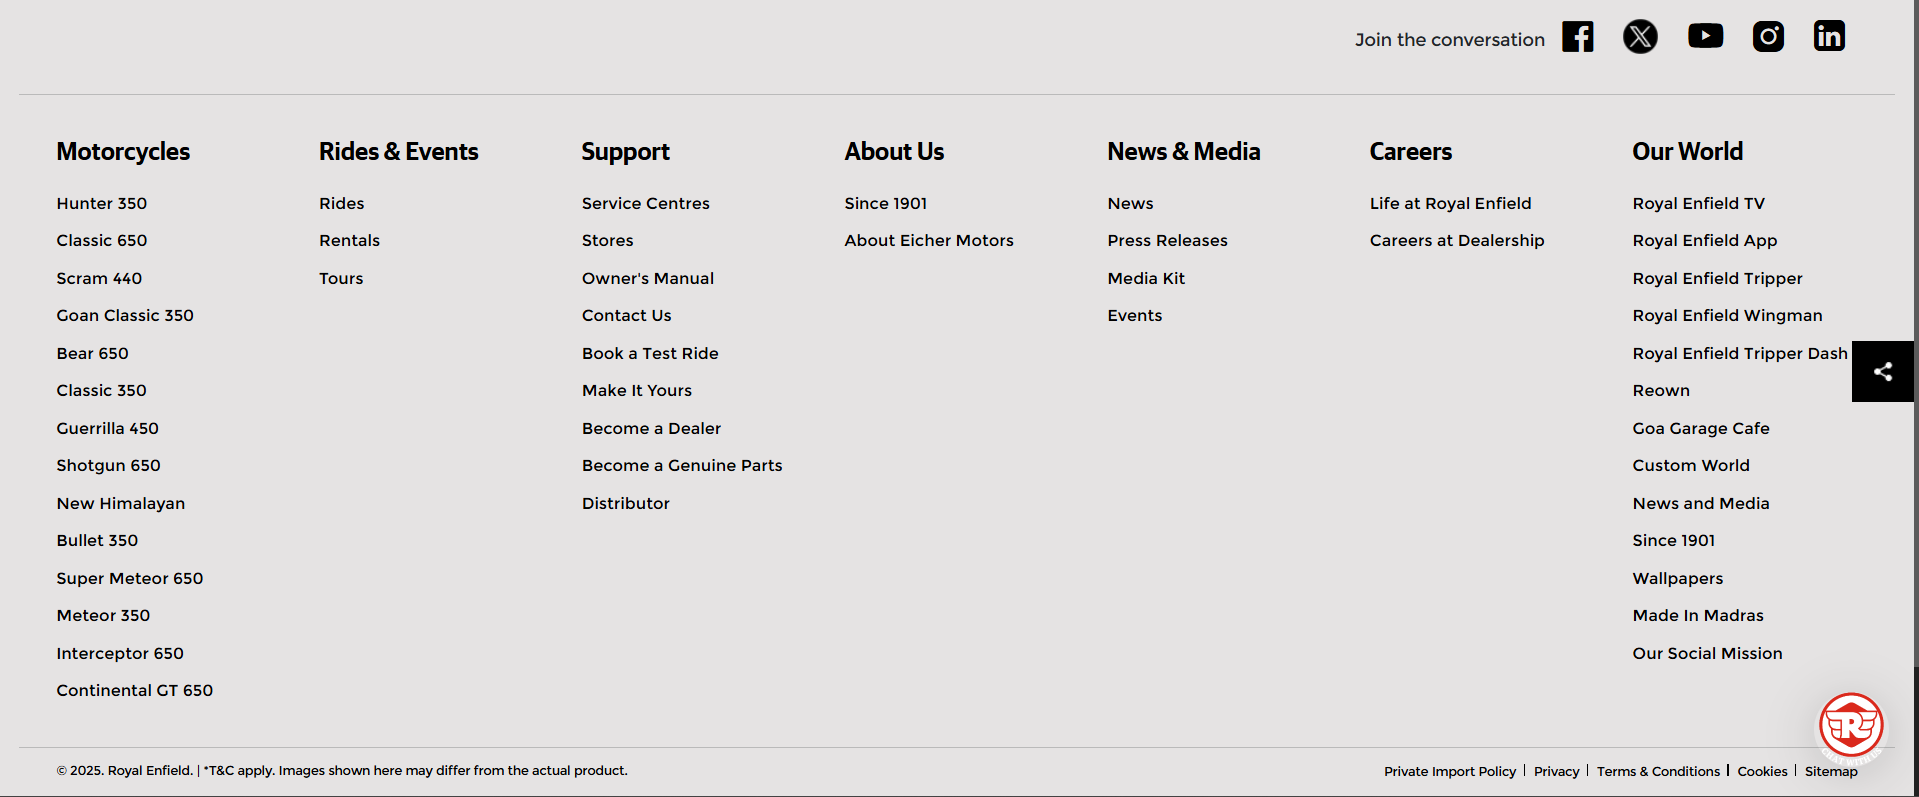 Join the conversation
Motorcycles
Hunter 350
Classic 650
Scram 440
Goan Classic 350
Bear 650
Classic 350
Guerrilla 450
Shotgun 650
New Himalayan
Bullet 350
Super Meteor 650
Meteor 350
Interceptor 650
Continental GT 650
Rides & Events
Rides
Rentals
Tours
Support
Service Centres
Stores
Owner's Manual
Contact Us
Book a Test Ride
Make It Yours
Become a Dealer
Become a Genuine Parts
Distributor
About Us
Since 1901
About Eicher Motors
News & Media
News
Press Releases
Media Kit
Events
Careers
Life at Royal Enfield
Careers at Dealership
Our World
Royal Enfield TV
Royal Enfield App
Royal Enfield Tripper
Royal Enfield Wingman
Royal Enfield Tripper Dash
Reown
Goa Garage Cafe
Custom World
News and Media
Since 1901
Wallpapers
Made In Madras
Our Social Mission
R
CHAT WITH US
© 2025. Royal Enfield. | *T&C apply. Images shown here may differ from the actual product.
Private Import Policy | Privacy | Terms & Conditions | Cookies | Sitemap